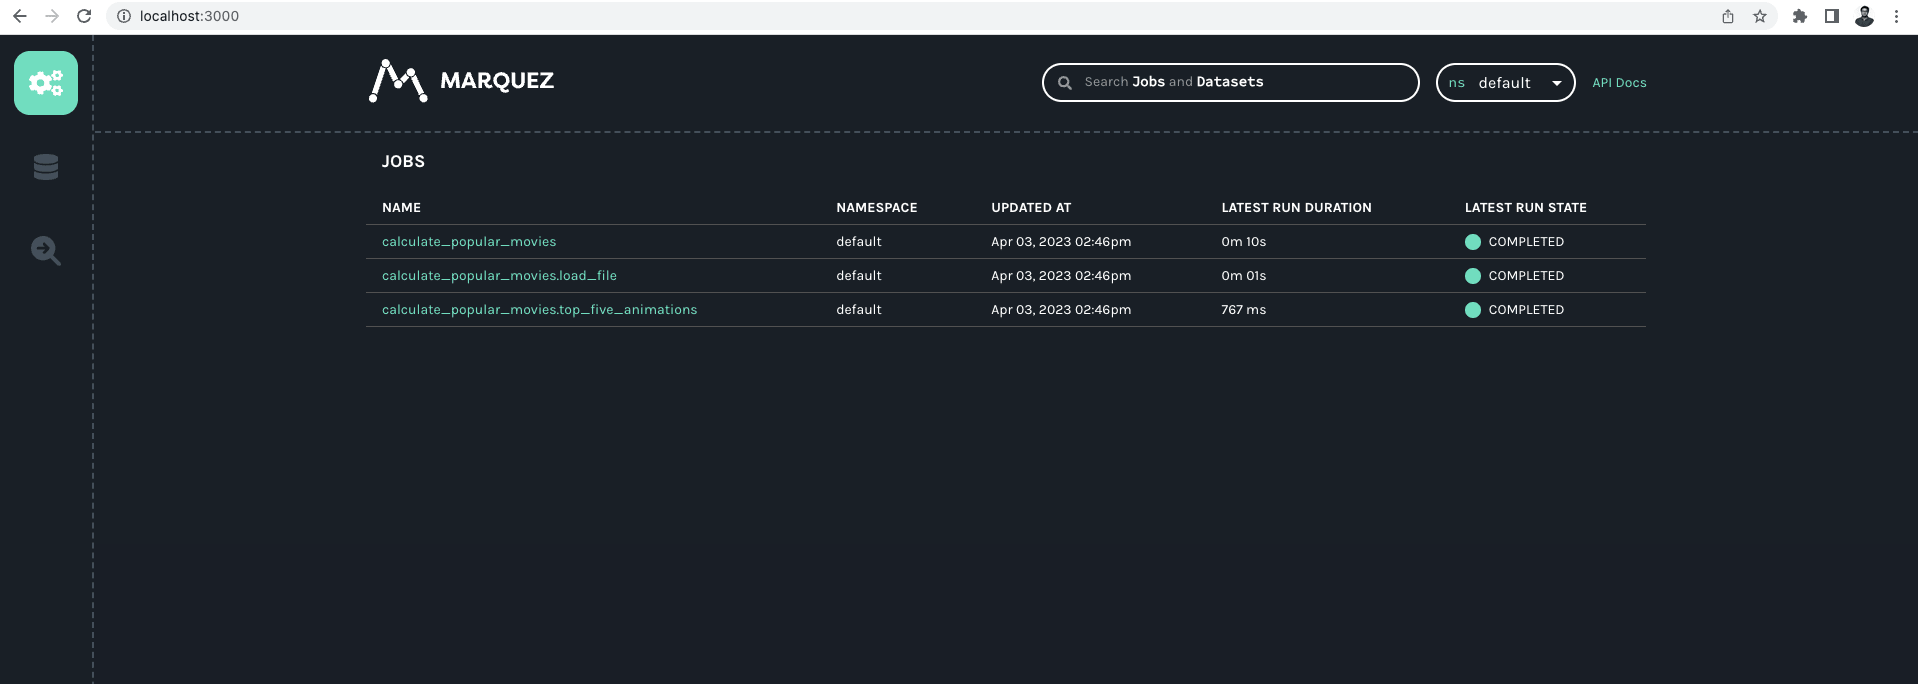 localhost:3000
MARQUEZ
Search Jobs and Datasets
ns default
API Docs
JOBS
NAME NAMESPACE UPDATED AT LATEST RUN DURATION LATEST RUN STATE
calculate_popular_movies default Apr 03, 2023 02:46pm 0m 10s COMPLETED
calculate_popular_movies.load_file default Apr 03, 2023 02:46pm 0m 01s COMPLETED
calculate_popular_movies.top_five_animations default Apr 03, 2023 02:46pm 767 ms COMPLETED